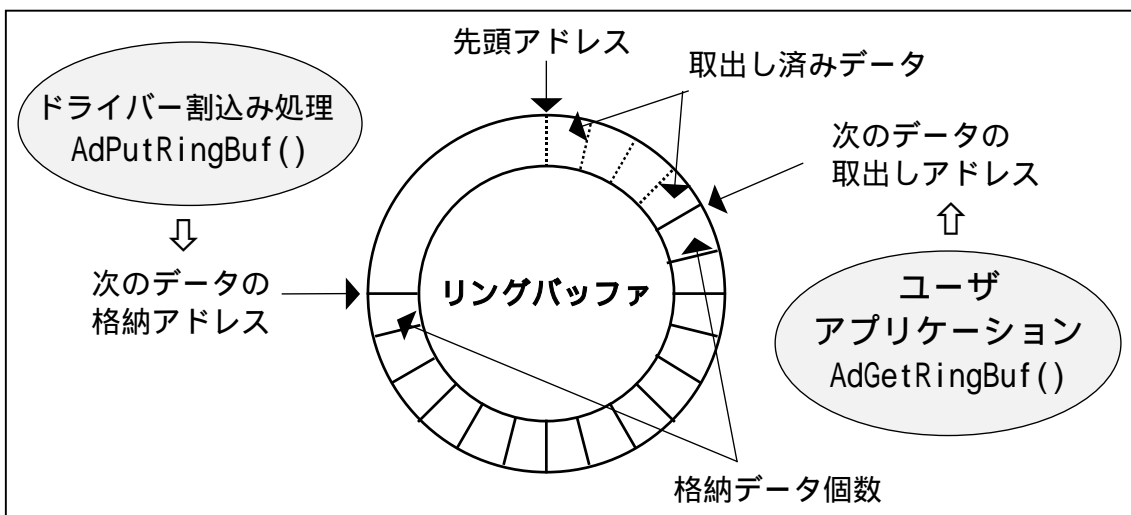 先頭アドレス
取出し済みデータ
ドライバー割込み処理
AdPutRingBuf()
次のデータの
取出しアドレス
次のデータの
格納アドレス
リングバッファ
ユーザ
アプリケーション
AdGetRingBuf()
格納データ個数